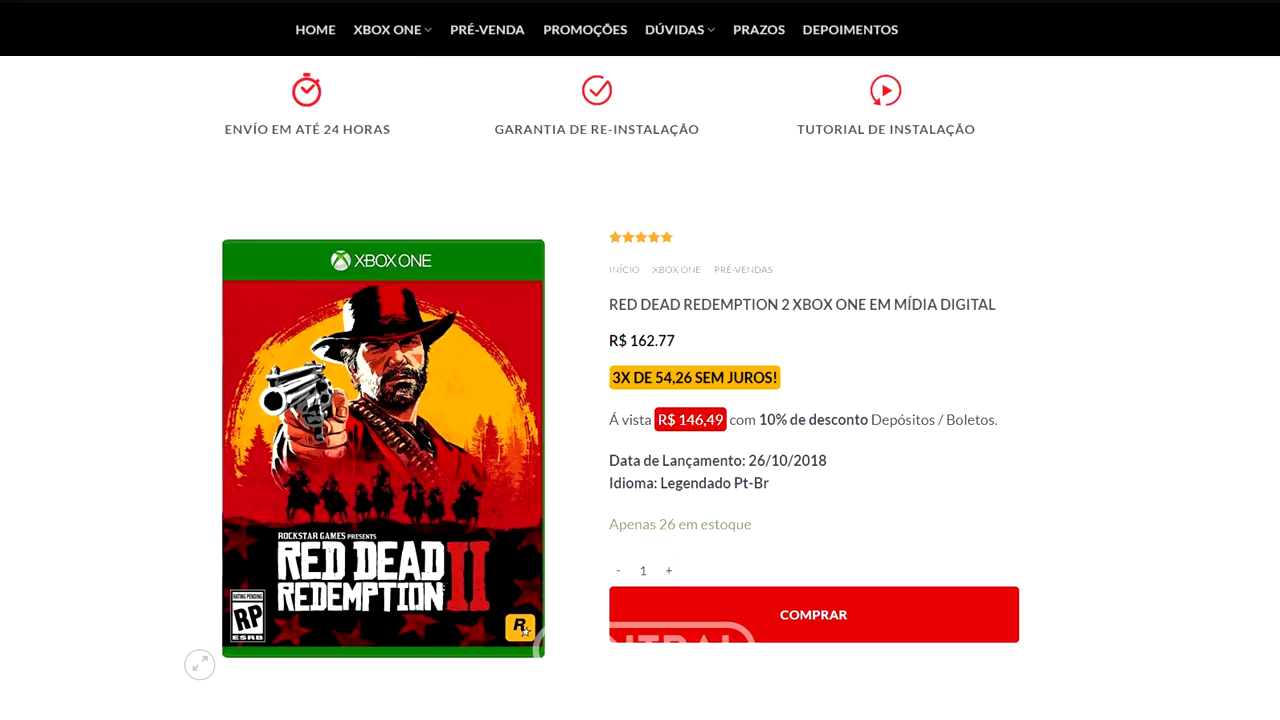 HOME XBOX ONE PRÉ-VENDA PROMOÇÕES DÚVIDAS PRAZOS DEPOIMENTOS
ENVÍO EM ATÉ 24 HORAS
GARANTIA DE RE-INSTALAÇÃO
TUTORIAL DE INSTALAÇÃO
XBOX ONE
ROCKSTAR GAMES PRESENTS
RED DEAD
REDEMPTION II
RATING PENDING
RP
ESRB
R
INÍCIO XBOX ONE PRÉ-VENDAS
RED DEAD REDEMPTION 2 XBOX ONE EM MÍDIA DIGITAL
R$ 162.77
3X DE 54,26 SEM JUROS!
Á vista R$ 146,49 com 10% de desconto Depósitos / Boletos.
Data de Lançamento: 26/10/2018
Idioma: Legendado Pt-Br
Apenas 26 em estoque
- 1 +
COMPRAR